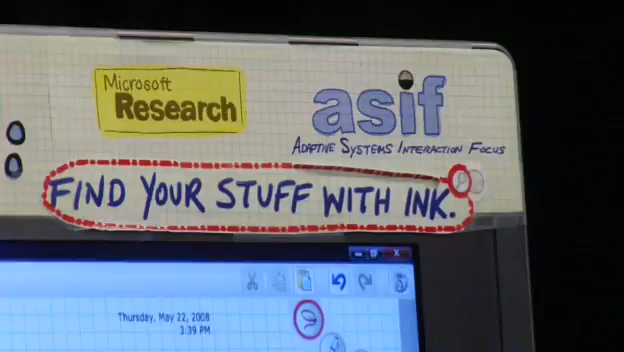 Microsoft
Research
asif
ADAPTIVE SYSTEMS INTERACTION FOCUS
FIND YOUR STUFF WITH INK.
Thursday, May 22, 2008
3:39 PM